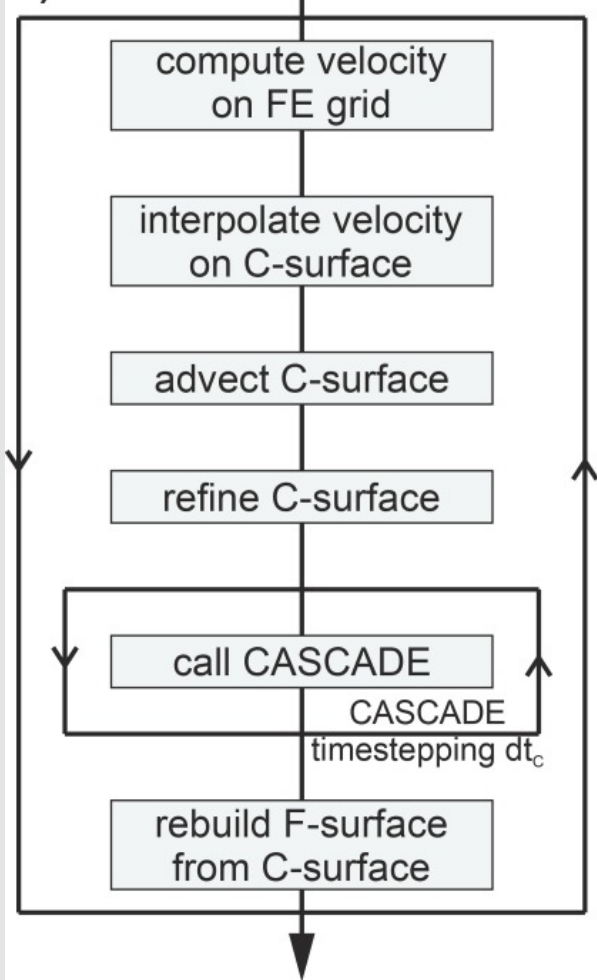 compute velocity
on FE grid
interpolate velocity
on C-surface
advect C-surface
refine C-surface
call CASCADE
CASCADE
timestepping dtc
rebuild F-surface
from C-surface